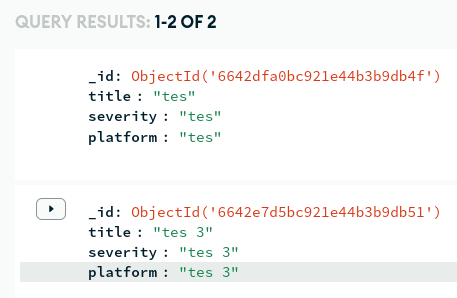 QUERY RESULTS: 1-2 OF 2
_id: ObjectId('6642dfa0bc921e44b3b9db4f')
title : "tes"
severity : "tes"
platform : "tes"
_id: ObjectId('6642e7d5bc921e44b3b9db51')
title : "tes 3"
severity : "tes 3"
platform : "tes 3"